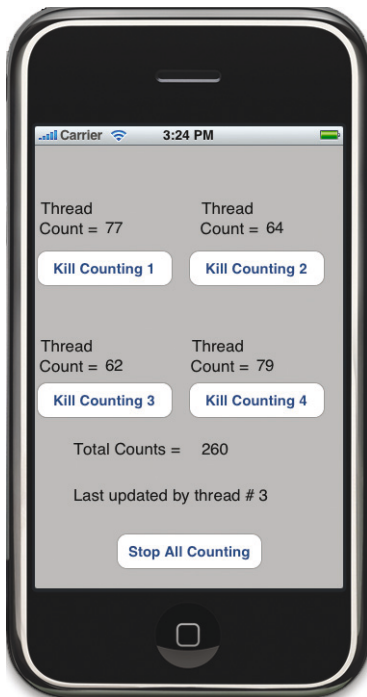 Carrier 3:24 PM
Thread Thread
Count = 77 Count = 64
Kill Counting 1 Kill Counting 2
Thread Thread
Count = 62 Count = 79
Kill Counting 3 Kill Counting 4
Total Counts = 260
Last updated by thread # 3
Stop All Counting